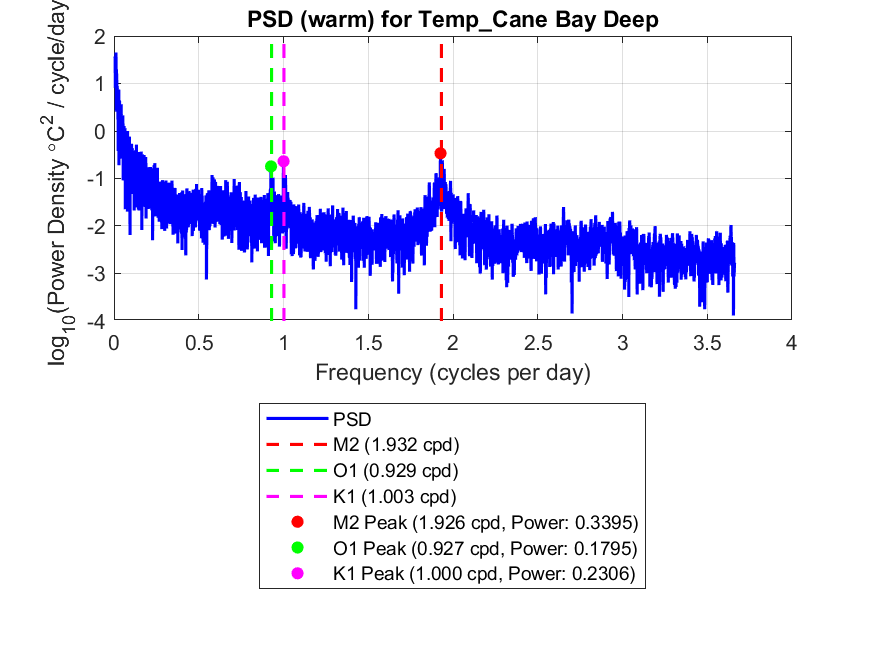 PSD (warm) for Temp_Cane Bay Deep
log10(Power Density °C2 / cycle/day
2
1
0
-1
-2
-3
-4
0 0.5 1 1.5 2 2.5 3 3.5 4
Frequency (cycles per day)
PSD
M2 (1.932 cpd)
O1 (0.929 cpd)
K1 (1.003 cpd)
M2 Peak (1.926 cpd, Power: 0.3395)
O1 Peak (0.927 cpd, Power: 0.1795)
K1 Peak (1.000 cpd, Power: 0.2306)